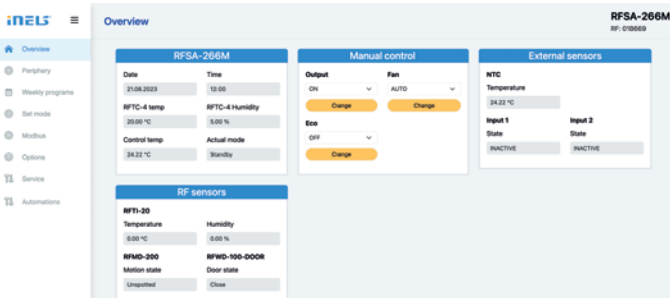 iNELS
RFSA-266M
RF: 01B669
Overview
Overview
Periphery
Weekly programs
Set mode
Modbus
Options
Service
Automations
RFSA-266M
Date Time
21.08.2023 12:00
RFTC-4 temp RFTC-4 Humidity
20.00 °C 5.00 %
Control temp Actual mode
24.22 °C Standby
Manual control
Output Fan
ON AUTO
Change Change
Eco
OFF
Change
External sensors
NTC
Temperature
24.22 °C
Input 1 Input 2
State State
INACTIVE INACTIVE
RF sensors
RFTI-20
Temperature Humidity
0.00 °C 0.00 %
RFMD-200 RFWD-100-DOOR
Motion state Door state
Unspotted Close